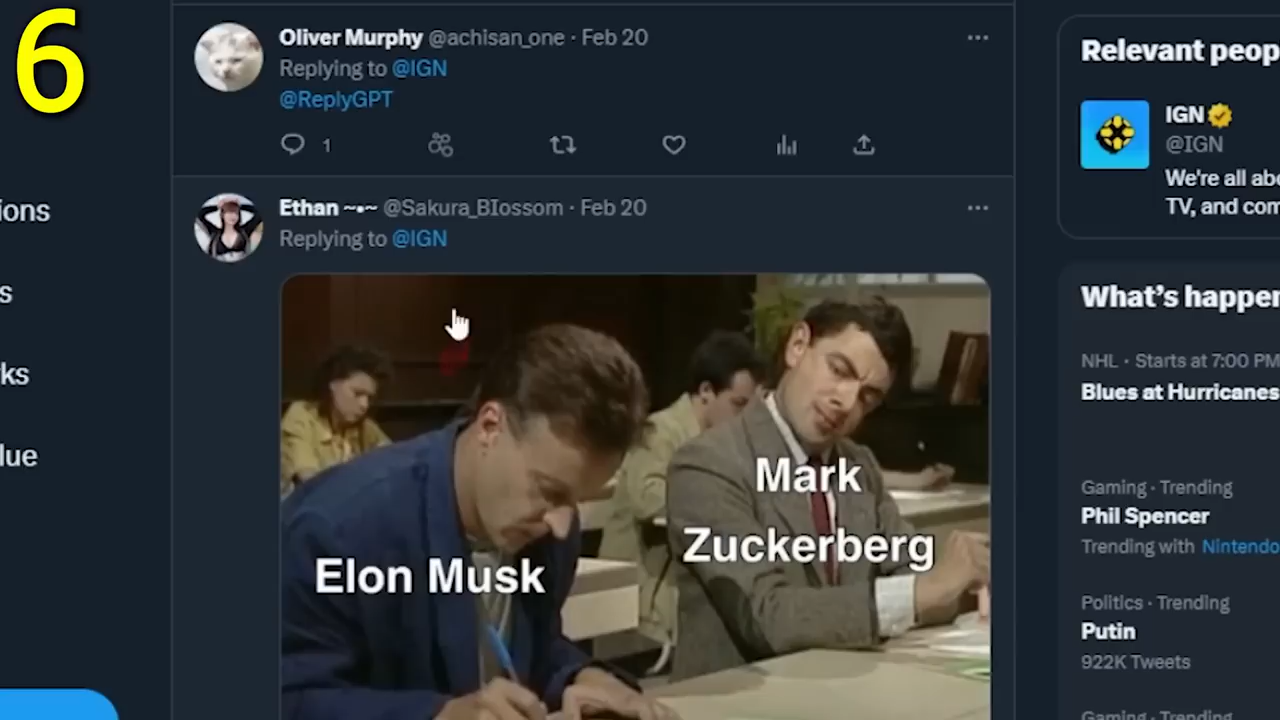 6
Oliver Murphy @achisan_one · Feb 20
Replying to @IGN
@ReplyGPT
1
Ethan ~•~ @Sakura_BIossom · Feb 20
Replying to @IGN
Elon Musk
Mark
Zuckerberg
ions
s
ks
lue
Relevant peop
IGN
@IGN
We're all abo
TV, and com
What's happen
NHL · Starts at 7:00 PM
Blues at Hurricanes
Gaming · Trending
Phil Spencer
Trending with Nintendo
Politics · Trending
Putin
922K Tweets
Gaming · Trending